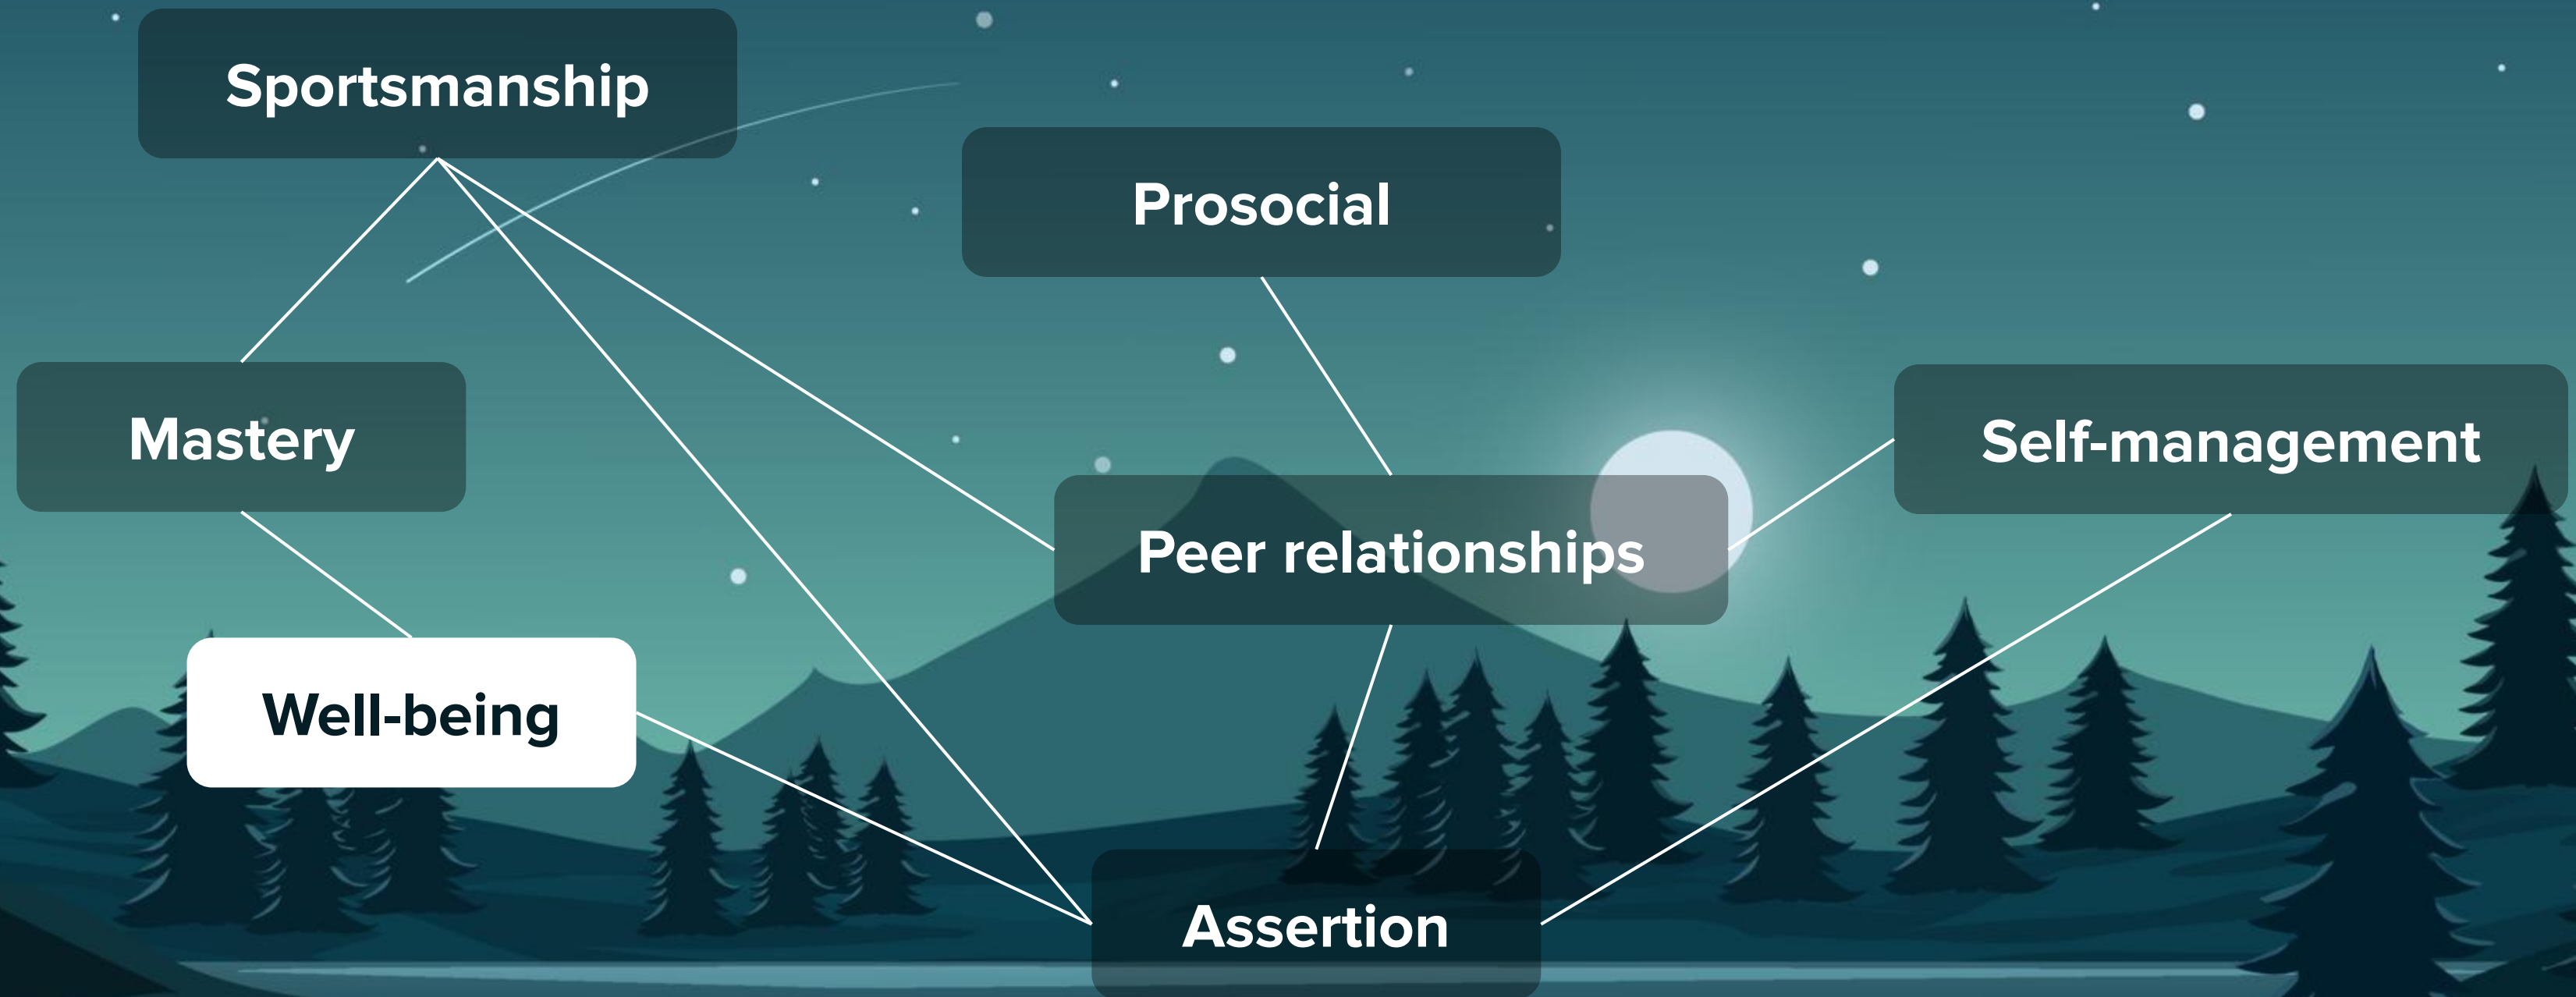 Sportsmanship
Prosocial
Mastery
Self-management
Peer relationships
Well-being
Assertion